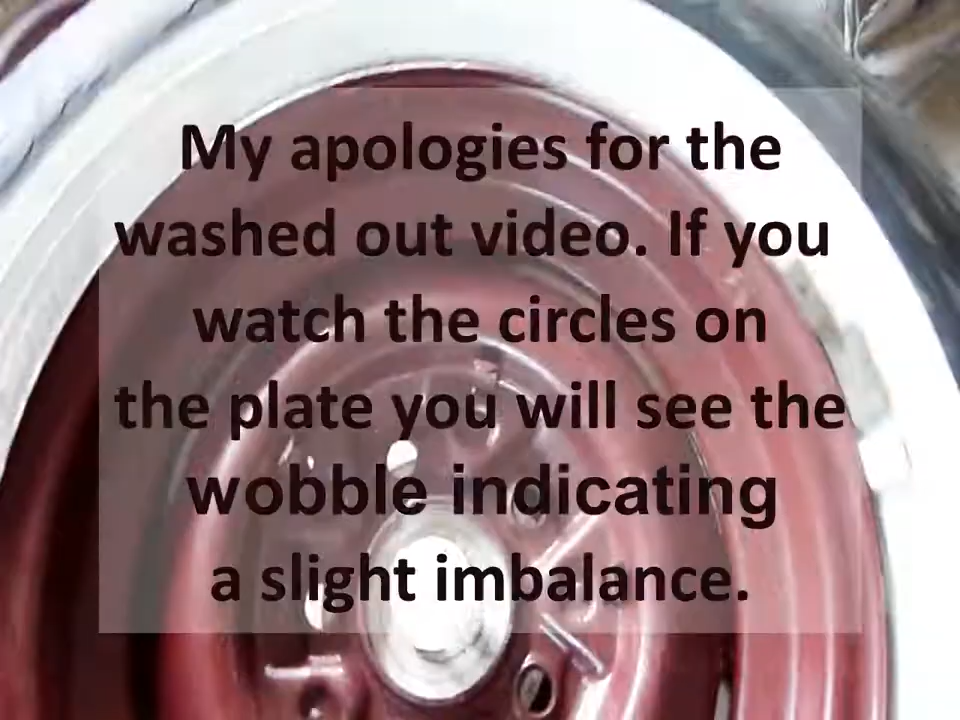 My apologies for the
washed out video. If you
watch the circles on
the plate you will see the
wobble indicating
a slight imbalance.